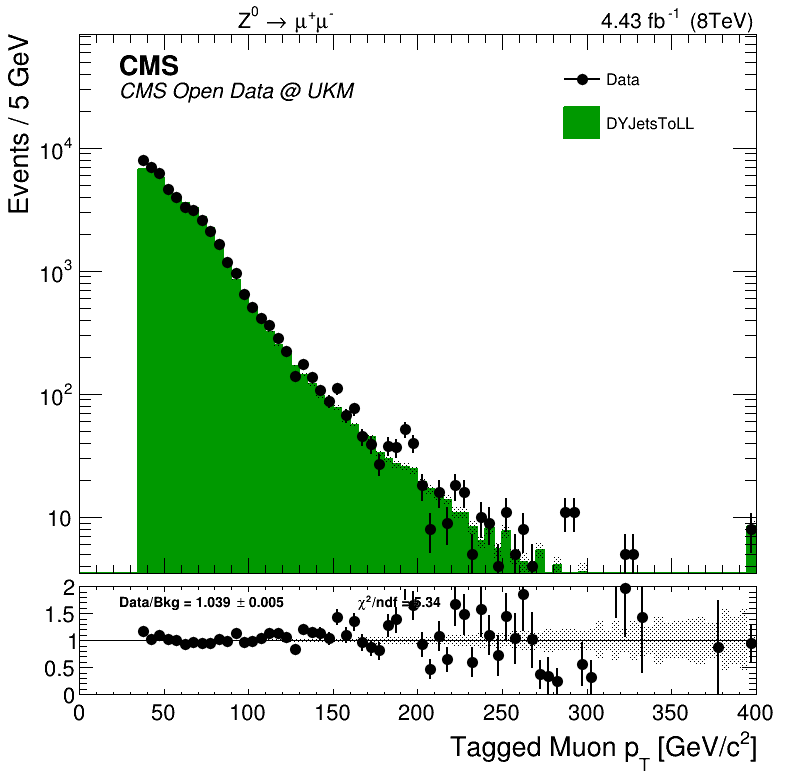 Z⁰ → μ⁺μ⁻ 4.43 fb⁻¹ (8TeV)
Events / 5 GeV
CMS
CMS Open Data @ UKM
Data
DYJetsToLL
10⁴
10³
10²
10
Data/Bkg = 1.039 ± 0.005 χ²/ndf = 5.34
2
1.5
1
0.5
0
0 50 100 150 200 250 300 350 400
Tagged Muon p_T [GeV/c²]